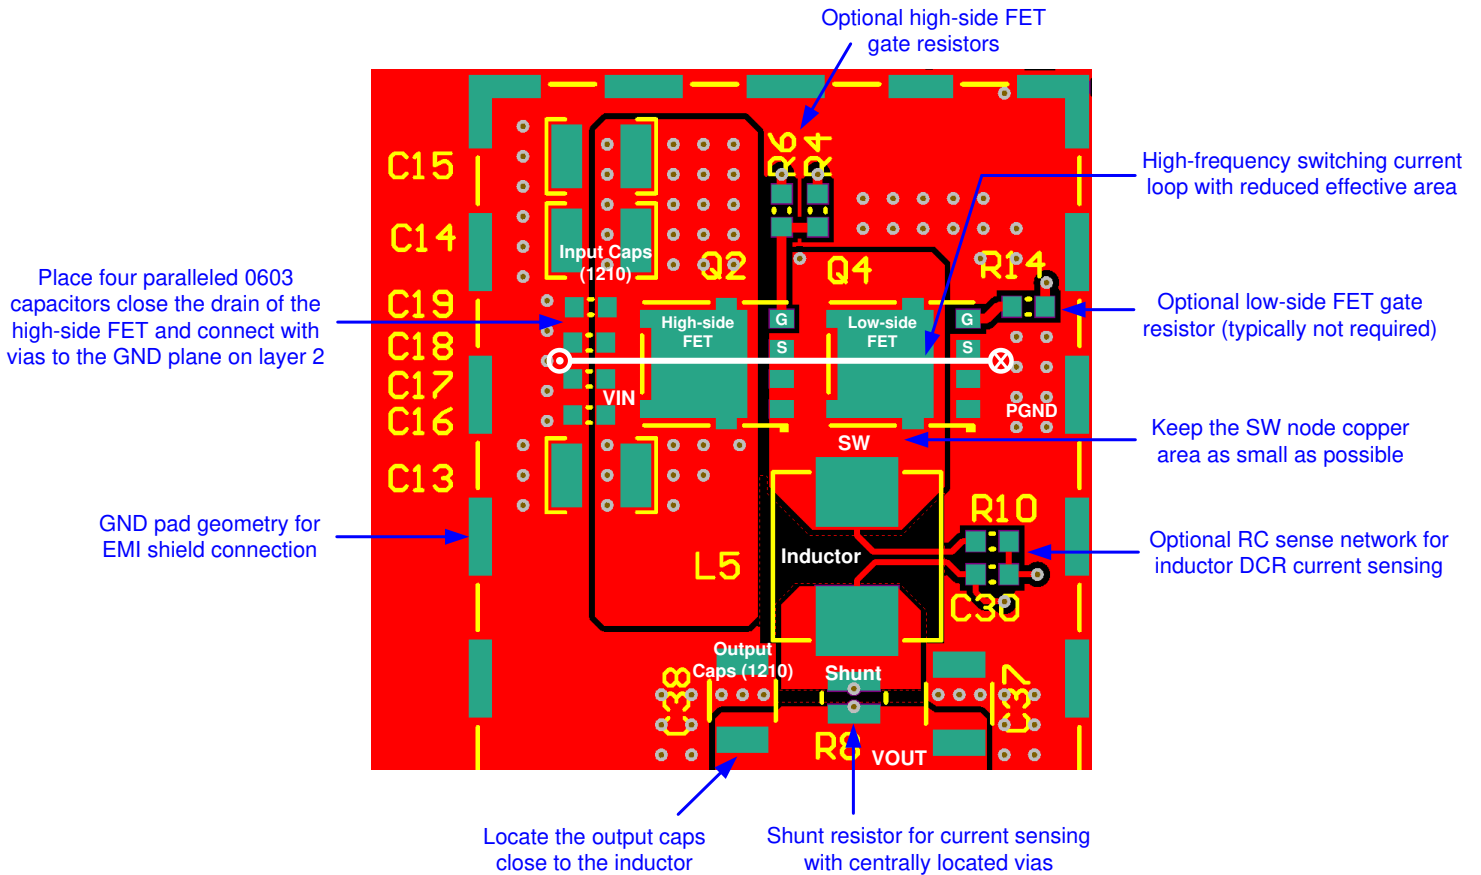 Optional high-side FET
gate resistors
R6
R4
C15
C14
Input Caps
(1210)
Q2
Q4
R14
High-frequency switching current
loop with reduced effective area
Place four paralleled 0603
capacitors close the drain of the
high-side FET and connect with
vias to the GND plane on layer 2
C19
C18
C17
C16
High-side
FET
G
S
Low-side
FET
G
S
Optional low-side FET gate
resistor (typically not required)
VIN
PGND
SW
Keep the SW node copper
area as small as possible
C13
GND pad geometry for
EMI shield connection
R10
Inductor
L5
Optional RC sense network for
inductor DCR current sensing
C30
Output
Caps (1210)
Shunt
C38
C37
R8
VOUT
Locate the output caps
close to the inductor
Shunt resistor for current sensing
with centrally located vias